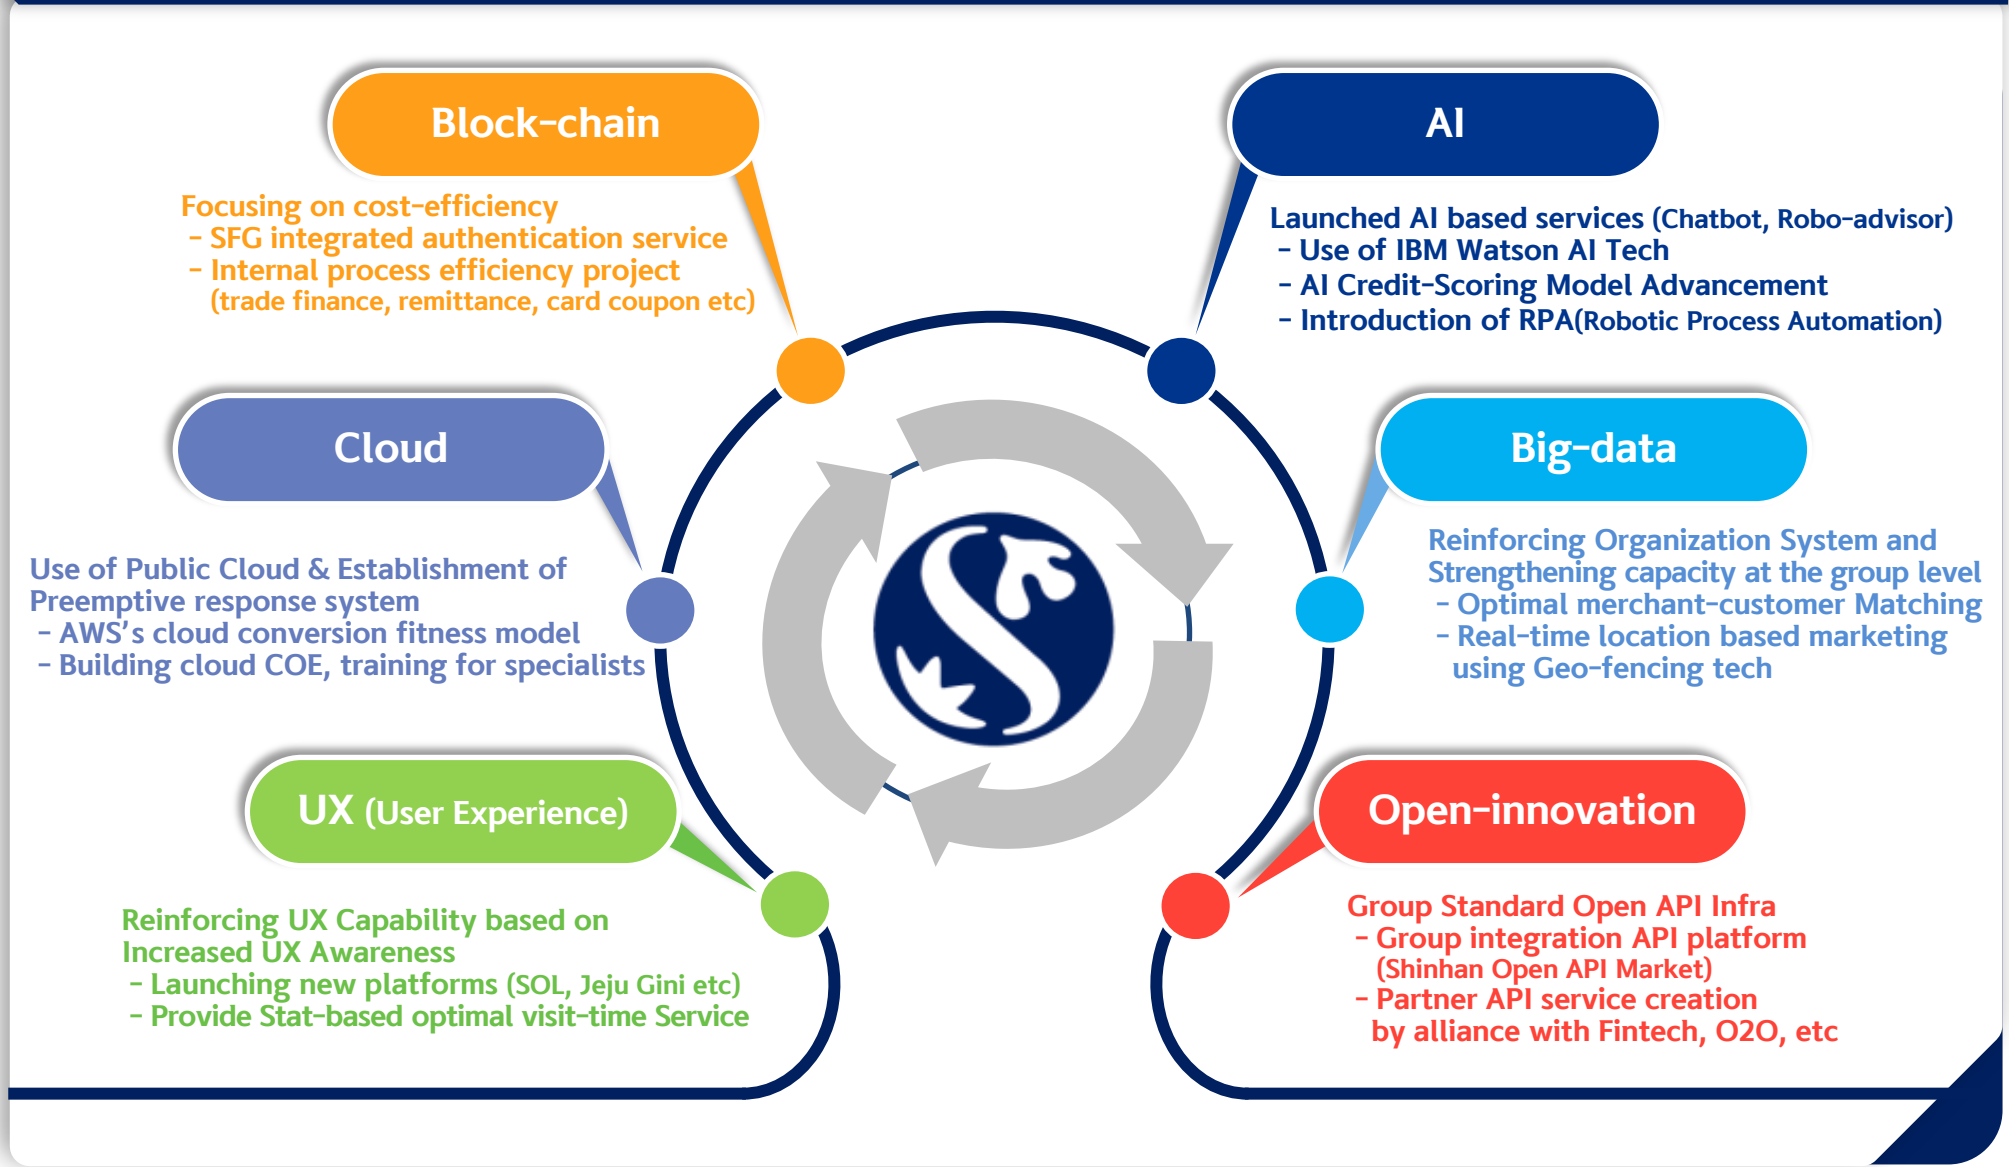 Block-chain
Focusing on cost-efficiency
- SFG integrated authentication service
- Internal process efficiency project
(trade finance, remittance, card coupon etc)
AI
Launched AI based services (Chatbot, Robo-advisor)
- Use of IBM Watson AI Tech
- AI Credit-Scoring Model Advancement
- Introduction of RPA(Robotic Process Automation)
Cloud
Use of Public Cloud & Establishment of
Preemptive response system
- AWS's cloud conversion fitness model
- Building cloud COE, training for specialists
Big-data
Reinforcing Organization System and
Strengthening capacity at the group level
- Optimal merchant-customer Matching
- Real-time location based marketing
using Geo-fencing tech
UX (User Experience)
Reinforcing UX Capability based on
Increased UX Awareness
- Launching new platforms (SOL, Jeju Gini etc)
- Provide Stat-based optimal visit-time Service
Open-innovation
Group Standard Open API Infra
- Group integration API platform
(Shinhan Open API Market)
- Partner API service creation
by alliance with Fintech, O2O, etc